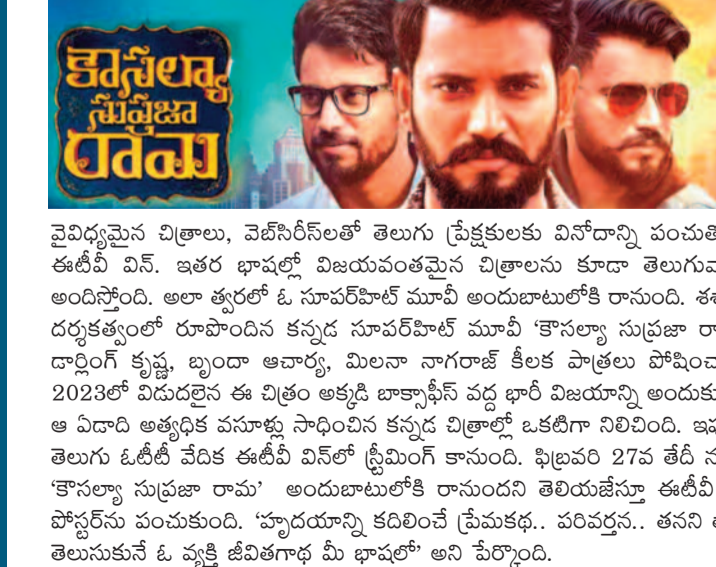 కౌసల్యా
సుప్రజా
రామ
వైవిధ్యమైన చిత్రాలు, వెబ్‌సిరీస్‌లతో తెలుగు ప్రేక్షకులకు వినోదాన్ని
ఈటీవీ విన్. ఇతర భాషల్లో విజయవంతమైన చిత్రాలను కూడా
అందిస్తోంది. అలా త్వరలో ఓ సూపర్‌హిట్ మూవీ అందుబాటులోకి రానుంది.
దర్శకత్వంలో రూపొందిన కన్నడ సూపర్‌హిట్ మూవీ ‘కౌసల్యా సుప్రజా
డార్లింగ్ కృష్ణ, బృందా ఆచార్య, మిలనా నాగరాజ్ కీలక పాత్రలు
2023లో విడుదలైన ఈ చిత్రం అక్కడి బాక్సాఫీస్ వద్ద భారీ విజయాన్ని
ఆ ఏడాది అత్యధిక వసూళ్లు సాధించిన కన్నడ చిత్రాల్లో ఒకటిగా నిలిచింది.
తెలుగు ఓటీటీ వేదిక ఈటీవీ విన్‌లో స్ట్రీమింగ్ కానుంది. ఫిబ్రవరి 27వ తేదీ
‘కౌసల్యా సుప్రజా రామ’ అందుబాటులోకి రానుందని తెలియజేస్తూ ఈటీవీ
పోస్టర్‌ను పంచుకుంది. ‘హృదయాన్ని కదిలించే ప్రేమకథ.. పరివర్తన.. తనని
తెలుసుకునే ఓ వ్యక్తి జీవితగాథ మీ భాషలో’ అని పేర్కొంది.